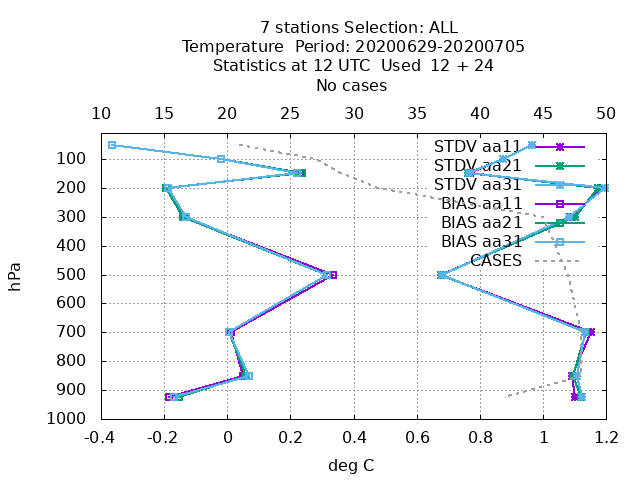 7 stations Selection: ALL
Temperature  Period: 20200629-20200705
Statistics at 12 UTC  Used  12 + 24
No cases
10 15 20 25 30 35 40 45 50
STDV aa11
STDV aa21
STDV aa31
BIAS aa11
BIAS aa21
BIAS aa31
CASES
hPa
100
200
300
400
500
600
700
800
900
1000
-0.4 -0.2 0 0.2 0.4 0.6 0.8 1 1.2
deg C